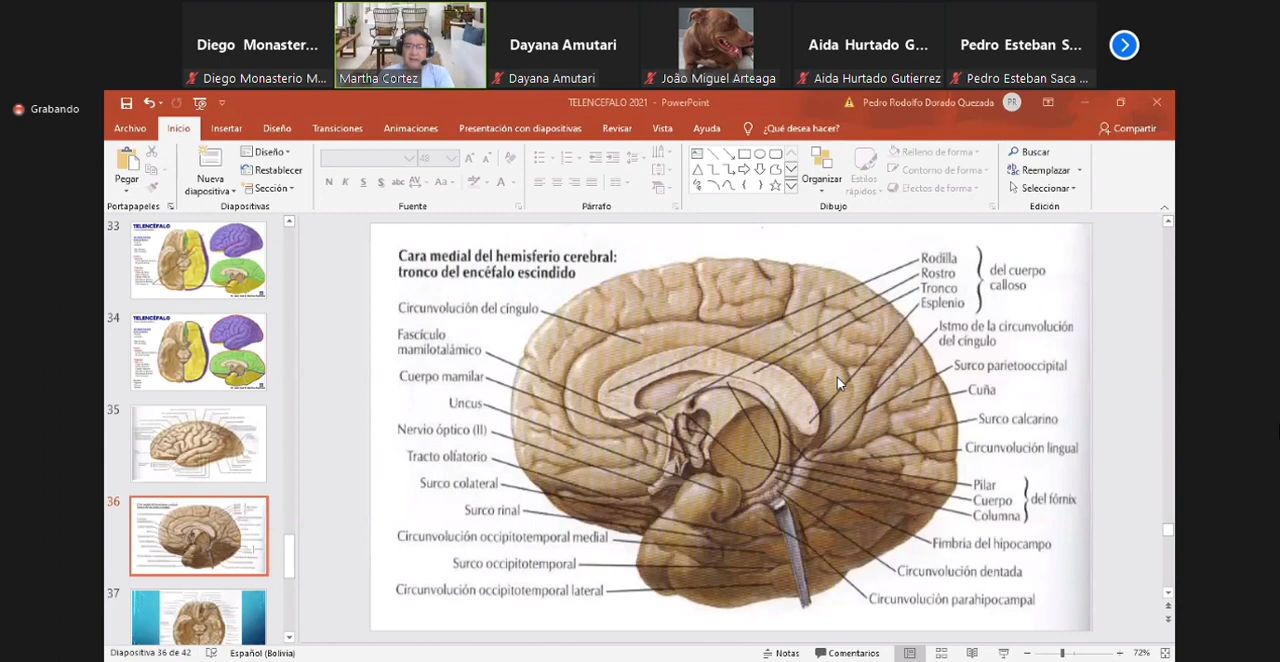 Diego Monaster...
Dayana Amutari
Aida Hurtado G...
Pedro Esteban S...
Diego Monasterio M...
Martha Cortez
Dayana Amutari
João Miguel Arteaga
Aida Hurtado Gutierrez
Pedro Esteban Saca ...
Grabando
TELENCEFALO 2021 - PowerPoint
Pedro Rodolfo Dorado Quezada
PR
Archivo
Inicio
Insertar
Diseño
Transiciones
Animaciones
Presentación con diapositivas
Revisar
Vista
Ayuda
¿Qué desea hacer?
Compartir
Pegar
Nueva
diapositiva
Diseño
Restablecer
Sección
48
N K S S abc AV Aa A
Organizar
Estilos
rápidos
Relleno de forma
Contorno de forma
Efectos de forma
Buscar
Reemplazar
Seleccionar
Portapapeles
Diapositivas
Fuente
Párrafo
Dibujo
Edición
33
TELENCÉFALO
34
TELENCÉFALO
35
36
37
Cara medial del hemisferio cerebral:
tronco del encéfalo escindido
Circunvolución del cíngulo
Fascículo
mamilotalámico
Cuerpo mamilar
Uncus
Nervio óptico (II)
Tracto olfatorio
Surco colateral
Surco rinal
Circunvolución occipitotemporal medial
Surco occipitotemporal
Circunvolución occipitotemporal lateral
Rodilla
Rostro
Tronco
Esplenio
del cuerpo
calloso
Istmo de la circunvolución
del cíngulo
Surco parietooccipital
Cuña
Surco calcarino
Circunvolución lingual
Pilar
Cuerpo
Columna
del fórnix
Fimbria del hipocampo
Circunvolución dentada
Circunvolución parahipocampal
Diapositiva 36 de 42
Español (Bolivia)
Notas
Comentarios
72%